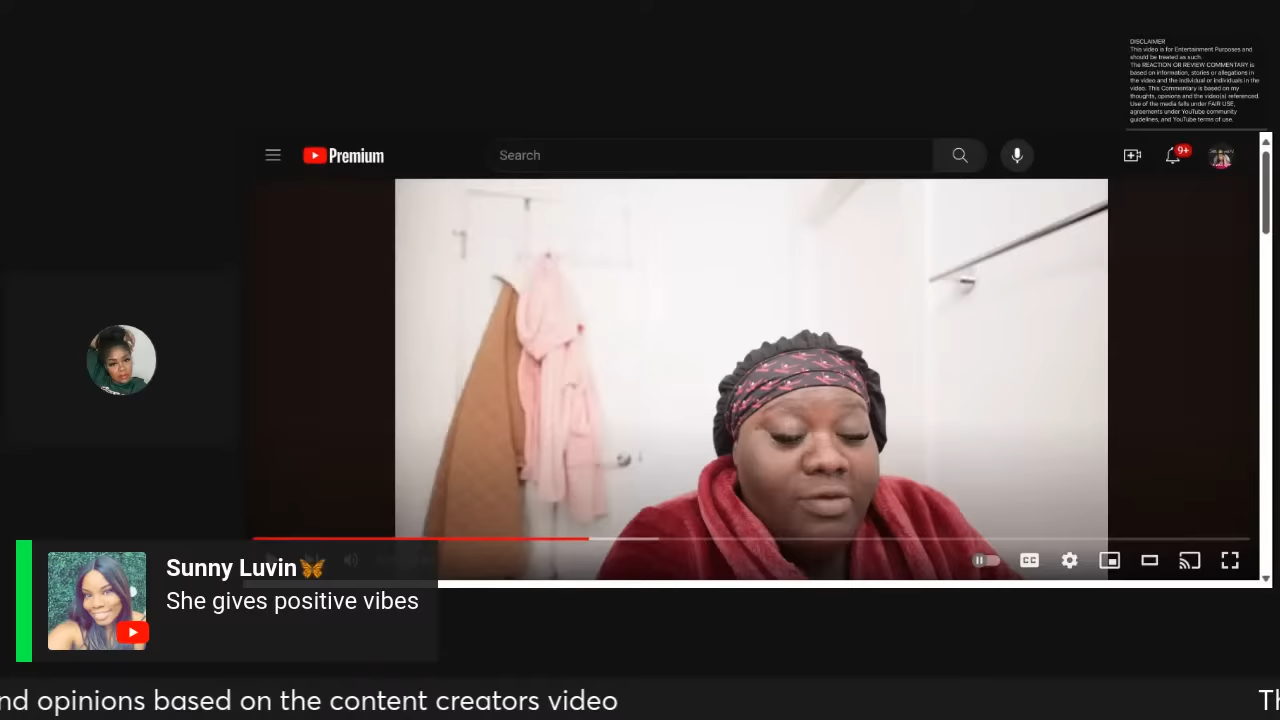 DISCLAIMER
This video is for Entertainment Purposes and
should be treated as such.
The REACTION OR REVIEW COMMENTARY is
based on information, stories or allegations in
the video and the individual or individuals in the
video. This Commentary is based on my
thoughts, opinions and the video(s) referenced.
Use of the media falls under FAIR USE,
agreements under YouTube community
guidelines, and YouTube terms of use.
Premium
Search
9+
CC
Sunny Luvin🦋
She gives positive vibes
nd opinions based on the content creators video
Th